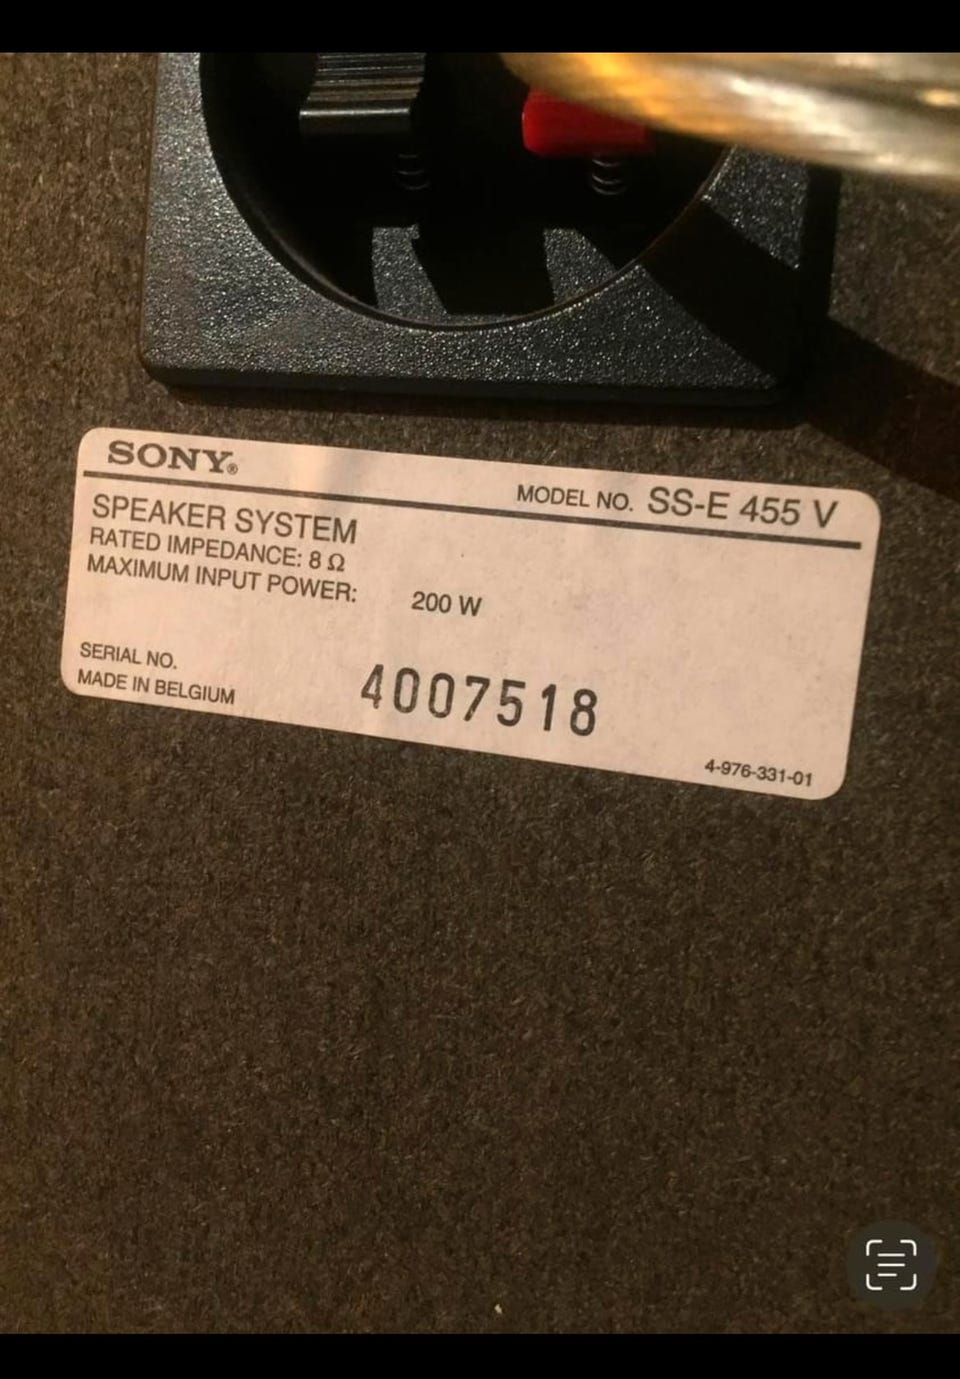 SONY®
MODEL NO. SS-E 455 V
SPEAKER SYSTEM
RATED IMPEDANCE: 8 Ω
MAXIMUM INPUT POWER: 200 W
SERIAL NO. 4007518
MADE IN BELGIUM
4-976-331-01